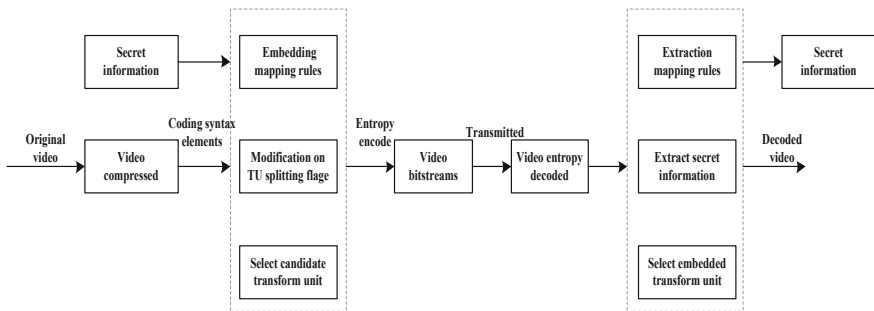 Secret
information
Embedding
mapping rules
Extraction
mapping rules
Secret
information
Original
video
Video
compressed
Coding syntax
elements
Modification on
TU splitting flage
Entropy
encode
Video
bitstreams
Transmitted
Video entropy
decoded
Extract secret
information
Decoded
video
Select candidate
transform unit
Select embedded
transform unit